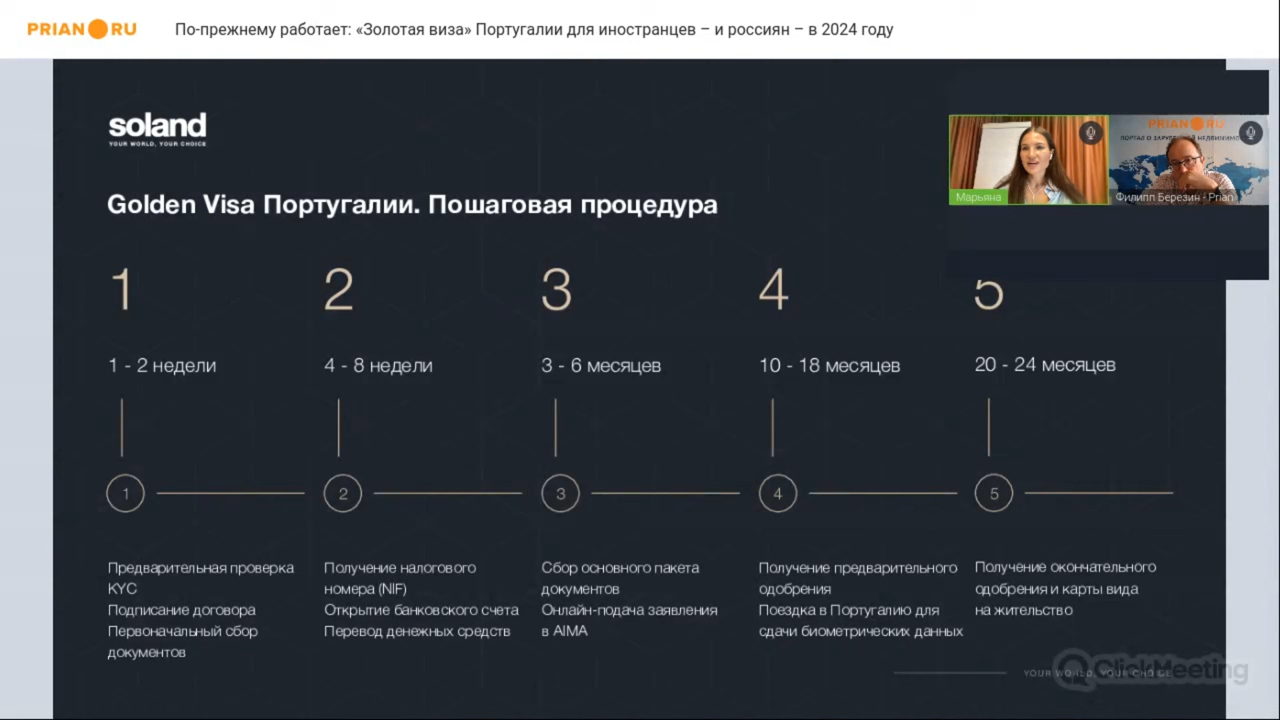 PRIAN RU
По-прежнему работает: «Золотая виза» Португалии для иностранцев – и россиян – в 2024 году
soland
YOUR WORLD, YOUR CHOICE
Марьяна
PRIAN RU
Филипп Березин - Prian
Golden Visa Португалии. Пошаговая процедура
1
2
3
4
5
1 - 2 недели
4 - 8 недели
3 - 6 месяцев
10 - 18 месяцев
20 - 24 месяцев
1
2
3
4
5
Предварительная проверка
KYC
Подписание договора
Первоначальный сбор
документов
Получение налогового
номера (NIF)
Открытие банковского счета
Перевод денежных средств
Сбор основного пакета
документов
Онлайн-подача заявления
в AIMA
Получение предварительного
одобрения
Поездка в Португалию для
сдачи биометрических данных
Получение окончательного
одобрения и карты вида
на жительство
YOUR WORLD, YOUR CHOICE
ClickMeeting